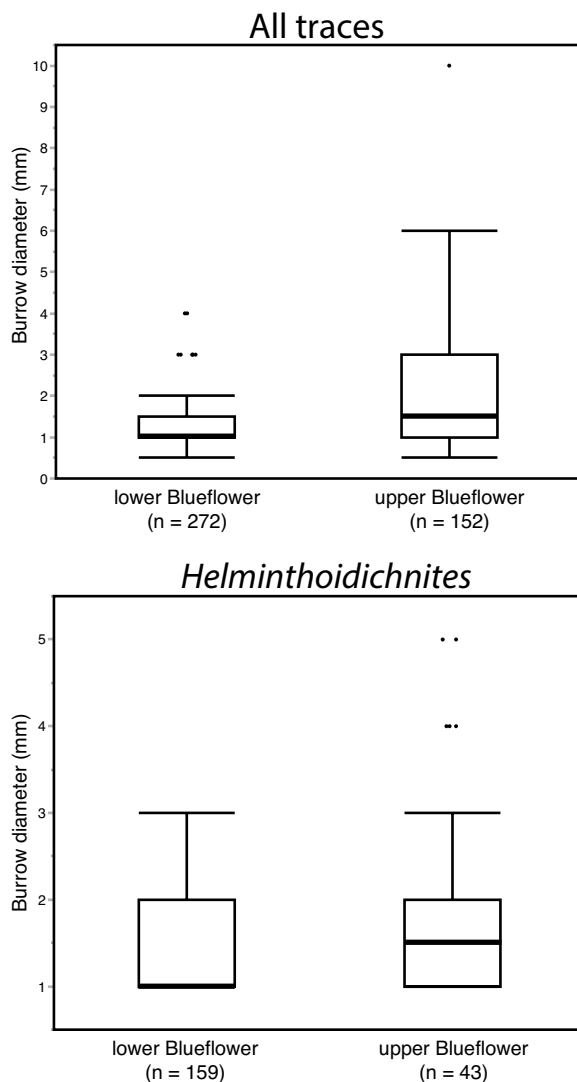 All traces
Burrow diameter (mm)
10
9
8
7
6
5
4
3
2
1
0
lower Blueflower
(n = 272)
upper Blueflower
(n = 152)
Helminthoidichnites
Burrow diameter (mm)
5
4
3
2
1
lower Blueflower
(n = 159)
upper Blueflower
(n = 43)